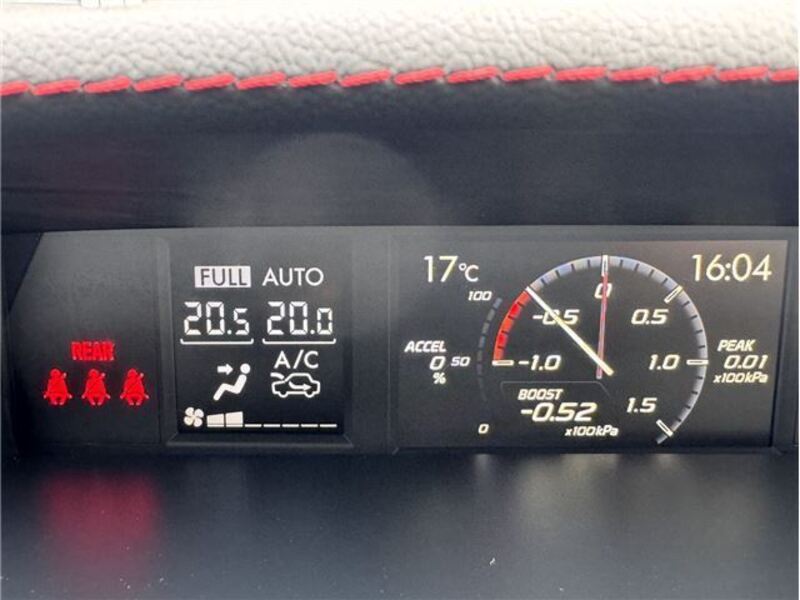 REAR
FULL AUTO
20.5 20.0
A/C
17°C
16:04
100
ACCEL
0
%
50
0
-1.0
-0.5
0
0.5
1.0
1.5
BOOST
-0.52
x100kPa
PEAK
0.01
x100kPa